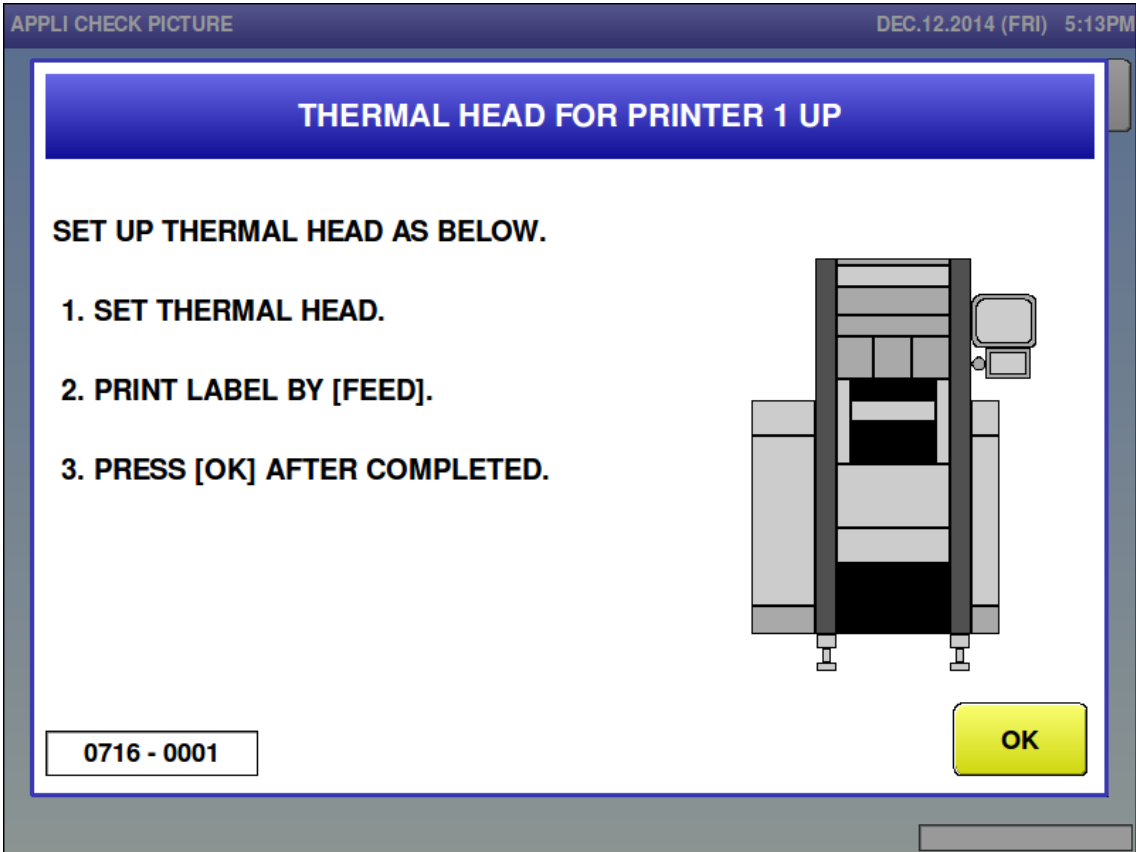 APPLI CHECK PICTURE
DEC.12.2014 (FRI) 5:13PM
THERMAL HEAD FOR PRINTER 1 UP
SET UP THERMAL HEAD AS BELOW.
1. SET THERMAL HEAD.
2. PRINT LABEL BY [FEED].
3. PRESS [OK] AFTER COMPLETED.
0716 - 0001
OK